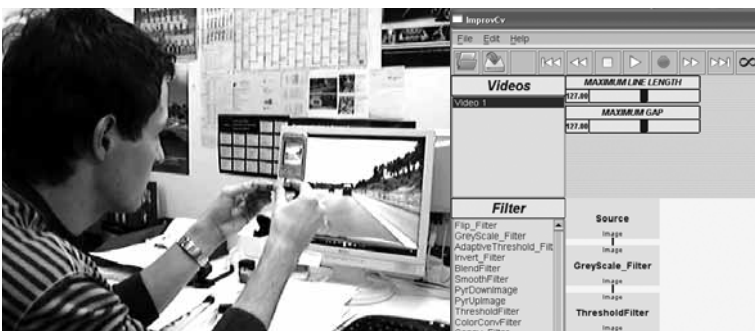 ImprovCv
File Edit Help
Videos
Video 1
MAXIMUM LINE LENGTH
127.00
MAXIMUM GAP
127.00
Filter
Flip_Filter
GreyScale_Filter
AdaptiveThreshold_Filt
Invert_Filter
BlendFilter
SmoothFilter
PyrDownImage
PyrUpImage
ThresholdFilter
ColorConvFilter
Source
Image
Image
GreyScale_Filter
Image
Image
ThresholdFilter
Image